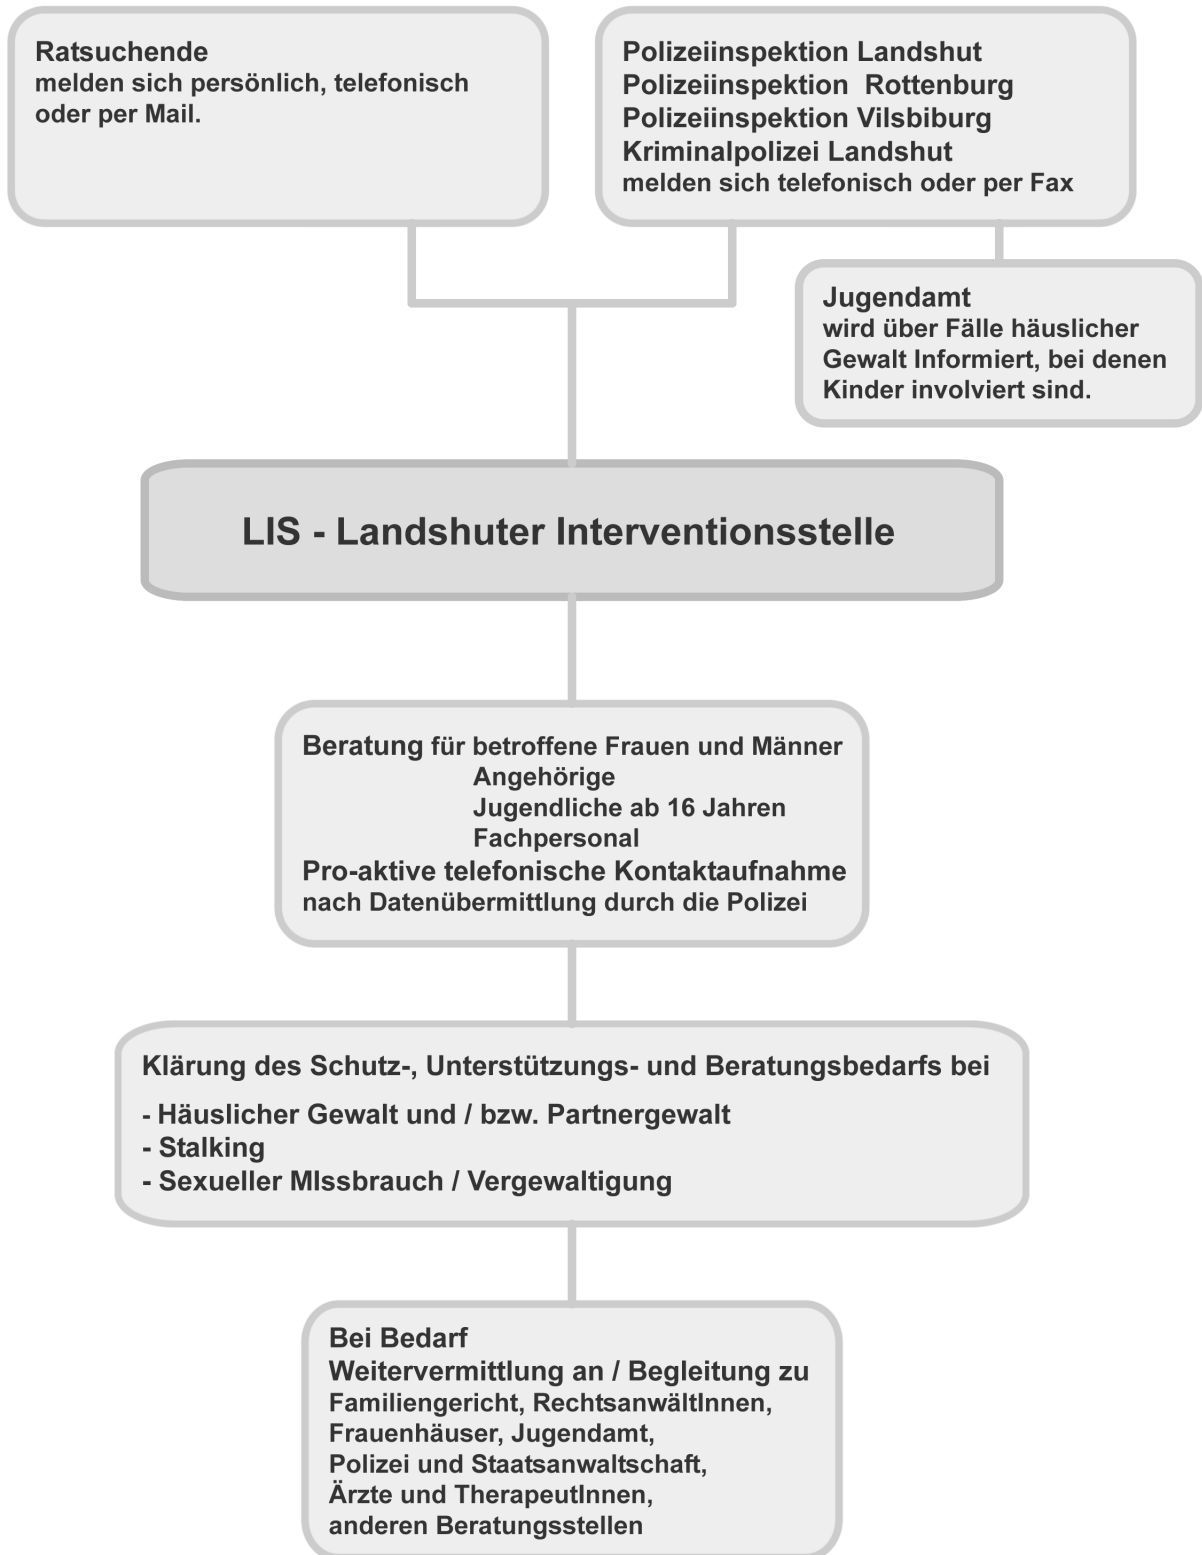 Ratsuchende
melden sich persönlich, telefonisch
oder per Mail.
Polizeiinspektion Landshut
Polizeiinspektion  Rottenburg
Polizeiinspektion Vilsbiburg
Kriminalpolizei Landshut
melden sich telefonisch oder per Fax
Jugendamt
wird über Fälle häuslicher
Gewalt Informiert, bei denen
Kinder involviert sind.
LIS - Landshuter Interventionsstelle
Beratung für betroffene Frauen und Männer
Angehörige
Jugendliche ab 16 Jahren
Fachpersonal
Pro-aktive telefonische Kontaktaufnahme
nach Datenübermittlung durch die Polizei
Klärung des Schutz-, Unterstützungs- und Beratungsbedarfs bei
- Häuslicher Gewalt und / bzw. Partnergewalt
- Stalking
- Sexueller MIssbrauch / Vergewaltigung
Bei Bedarf
Weitervermittlung an / Begleitung zu
Familiengericht, RechtsanwältInnen,
Frauenhäuser, Jugendamt,
Polizei und Staatsanwaltschaft,
Ärzte und TherapeutInnen,
anderen Beratungsstellen